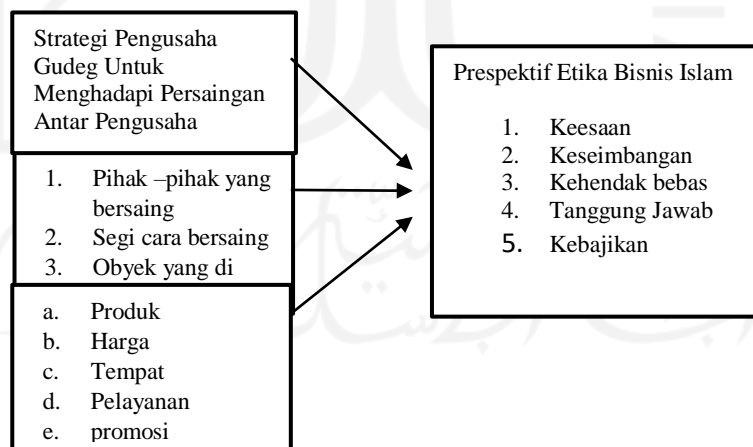 Strategi Pengusaha
Gudeg Untuk
Menghadapi Persaingan
Antar Pengusaha
1. Pihak –pihak yang
bersaing
2. Segi cara bersaing
3. Obyek yang di
a. Produk
b. Harga
c. Tempat
d. Pelayanan
e. promosi
Prespektif Etika Bisnis Islam
1. Keesaan
2. Keseimbangan
3. Kehendak bebas
4. Tanggung Jawab
5. Kebajikan